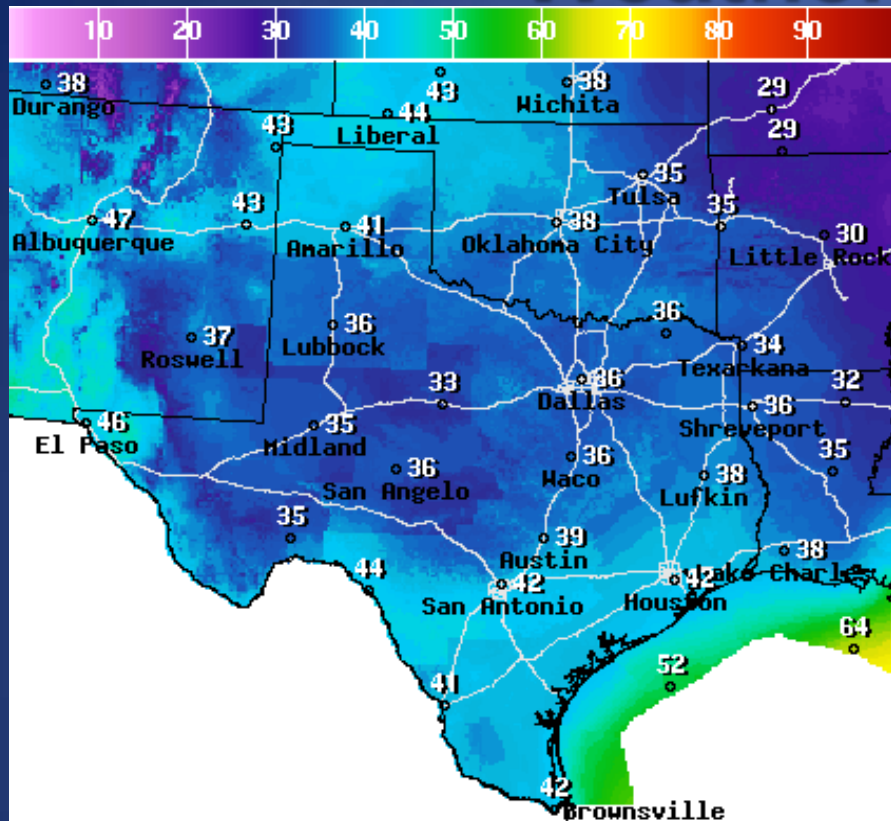 10 20 30 40 50 60 70 80 90
43
38 38 29
Durango Wichita
44
Liberal
43 29
35
Tulsa
47 43 41 38 35 30
Albuquerque Amarillo Oklahoma City Little Rock
37 36 36
Roswell Lubbock
34
Texarkana
33 36 32
Dallas
46 35 36
El Paso Midland Shreveport
36 36 38 35
San Angelo Waco Lufkin
35 39 38
Austin
44 42 42 Lake Charles
San Antonio Houston
64
52
41
42
Brownsville